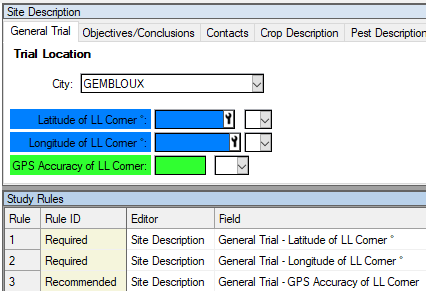 Site Description
General Trial Objectives/Conclusions Contacts Crop Description Pest Description
Trial Location
City: GEMBLOUX
Latitude of LL Corner °:
Longitude of LL Corner °:
GPS Accuracy of LL Corner:
Study Rules
Rule Rule ID Editor Field
1 Required Site Description General Trial - Latitude of LL Corner °
2 Required Site Description General Trial - Longitude of LL Corner °
3 Recommended Site Description General Trial - GPS Accuracy of LL Corner